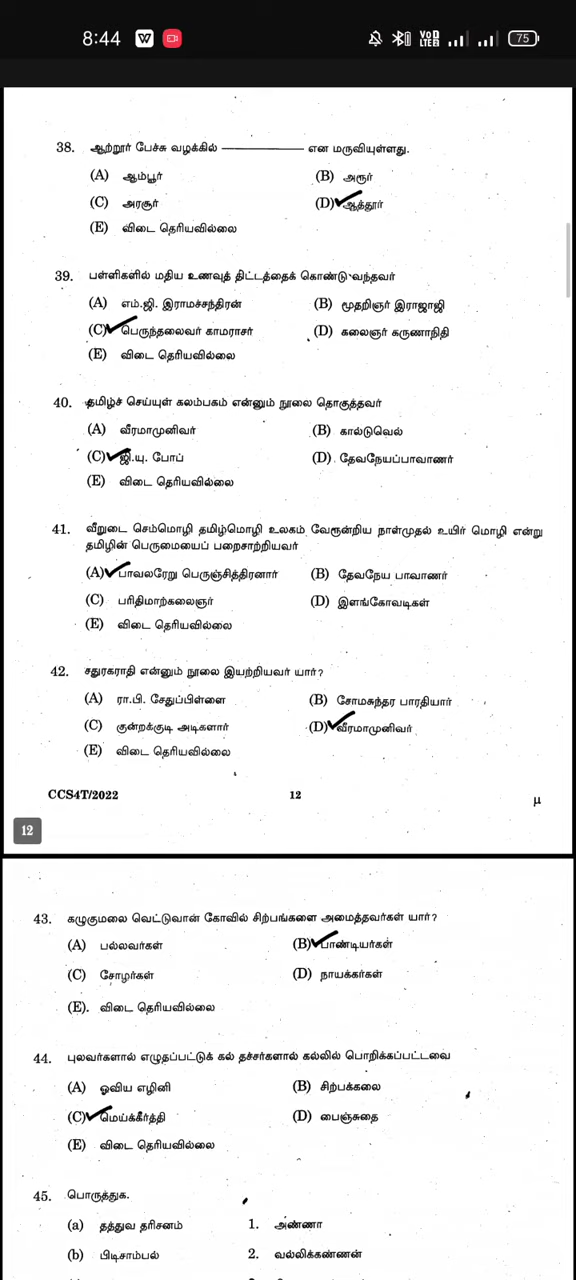 8:44 W VoD LTE2 75
38. ஆற்றூர் பேச்சு வழக்கில் ——————— என மருவியுள்ளது.
(A) ஆம்பூர் (B) அரூர்
(C) அரசூர் (D) ஆத்தூர்
(E) விடை தெரியவில்லை
39. பள்ளிகளில் மதிய உணவுத் திட்டத்தைக் கொண்டு வந்தவர்
(A) எம்.ஜி. இராமச்சந்திரன் (B) மூதறிஞர் இராஜாஜி
(C) பெருந்தலைவர் காமராசர் (D) கலைஞர் கருணாநிதி
(E) விடை தெரியவில்லை
40. தமிழ்ச் செய்யுள் கலம்பகம் என்னும் நூலை தொகுத்தவர்
(A) வீரமாமுனிவர் (B) கால்டுவெல்
(C) ஜி.யு. போப் (D) தேவநேயப்பாவாணர்
(E) விடை தெரியவில்லை
41. வீறுடை செம்மொழி தமிழ்மொழி உலகம் வேரூன்றிய நாள்முதல் உயிர் மொழி என்று
தமிழின் பெருமையைப் பறைசாற்றியவர்
(A) பாவலரேறு பெருஞ்சித்திரனார் (B) தேவநேய பாவாணர்
(C) பரிதிமாற்கலைஞர் (D) இளங்கோவடிகள்
(E) விடை தெரியவில்லை
42. சதுரகராதி என்னும் நூலை இயற்றியவர் யார்?
(A) ரா.பி. சேதுப்பிள்ளை (B) சோமசுந்தர பாரதியார்
(C) குன்றக்குடி அடிகளார் (D) வீரமாமுனிவர்
(E) விடை தெரியவில்லை
CCS4T/2022 12 μ
12
43. கழுகுமலை வெட்டுவான் கோவில் சிற்பங்களை அமைத்தவர்கள் யார்?
(A) பல்லவர்கள் (B) பாண்டியர்கள்
(C) சோழர்கள் (D) நாயக்கர்கள்
(E). விடை தெரியவில்லை
44. புலவர்களால் எழுதப்பட்டுக் கல் தச்சர்களால் கல்லில் பொறிக்கப்பட்டவை
(A) ஓவிய எழினி (B) சிற்பக்கலை
(C) மெய்க்கீர்த்தி (D) பைஞ்சுதை
(E) விடை தெரியவில்லை
45. பொருத்துக.
(a) தத்துவ தரிசனம் 1. அண்ணா
(b) பிடிசாம்பல் 2. வல்லிக்கண்ணன்